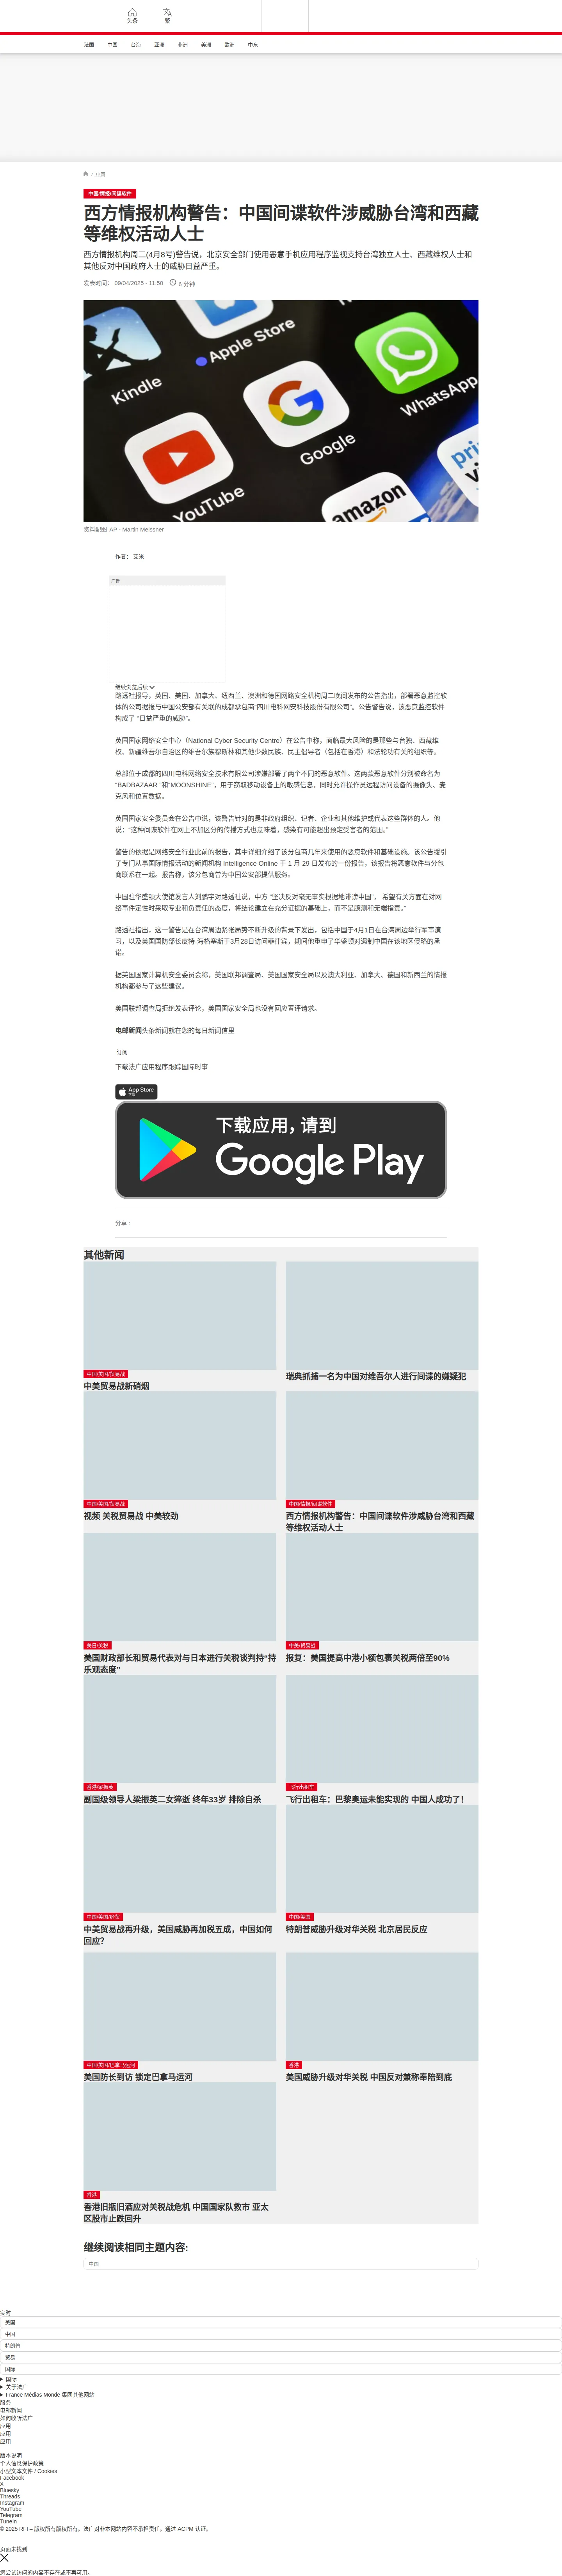 头条
繁
法国
中国
台海
亚洲
非洲
美洲
欧洲
中东
/ 中国
中国/情报/间谍软件
西方情报机构警告：中国间谍软件涉威胁台湾和西藏
等维权活动人士
西方情报机构周二(4月8号)警告说，北京安全部门使用恶意手机应用程序监视支持台湾独立人士、西藏维权人士和
其他反对中国政府人士的威胁日益严重。
发表时间： 09/04/2025 - 11:50
6 分钟
Kindle
Apple Store
WhatsApp
YouTube
Google
amazon
资料配图 AP - Martin Meissner
作者： 艾米
广告
继续浏览后续
路透社报导，英国、美国、加拿大、纽西兰、澳洲和德国网路安全机构周二晚间发布的公告指出，部署恶意监控软
体的公司据报与中国公安部有关联的成都承包商“四川电科网安科技股份有限公司”。公告警告说，该恶意监控软件
构成了 “日益严重的威胁”。
英国国家网络安全中心（National Cyber Security Centre）在公告中称，面临最大风险的是那些与台独、西藏维
权、新疆维吾尔自治区的维吾尔族穆斯林和其他少数民族、民主倡导者（包括在香港）和法轮功有关的组织等。
总部位于成都的四川电科网络安全技术有限公司涉嫌部署了两个不同的恶意软件。这两款恶意软件分别被命名为
“BADBAZAAR ”和“MOONSHINE”，用于窃取移动设备上的敏感信息，同时允许操作员远程访问设备的摄像头、麦
克风和位置数据。
英国国家安全委员会在公告中说，该警告针对的是非政府组织、记者、企业和其他维护或代表这些群体的人。他
说：“这种间谍软件在网上不加区分的传播方式也意味着，感染有可能超出预定受害者的范围。”
警告的依据是网络安全行业此前的报告，其中详细介绍了该分包商几年来使用的恶意软件和基础设施。该公告援引
了专门从事国际情报活动的新闻机构 Intelligence Online 于 1 月 29 日发布的一份报告，该报告将恶意软件与分包
商联系在一起。报告称，该分包商曾为中国公安部提供服务。
中国驻华盛顿大使馆发言人刘鹏宇对路透社说，中方 “坚决反对毫无事实根据地诽谤中国”， 希望有关方面在对网
络事件定性时采取专业和负责任的态度，将结论建立在充分证据的基础上，而不是臆测和无端指责。”
路透社指出，这一警告是在台湾周边紧张局势不断升级的背景下发出，包括中国于4月1日在台湾周边举行军事演
习，以及美国国防部长皮特·海格塞斯于3月28日访问菲律宾，期间他重申了华盛顿对遏制中国在该地区侵略的承
诺。
据英国国家计算机安全委员会称，美国联邦调查局、美国国家安全局以及澳大利亚、加拿大、德国和新西兰的情报
机构都参与了这些建议。
美国联邦调查局拒绝发表评论，美国国家安全局也没有回应置评请求。
电邮新闻头条新闻就在您的每日新闻信里
订阅
下载法广应用程序跟踪国际时事
App Store
下载
下载应用，请到
Google Play
分享 :
其他新闻
中国/美国/贸易战
中美贸易战新硝烟
瑞典抓捕一名为中国对维吾尔人进行间谍的嫌疑犯
中国/美国/贸易战
视频 关税贸易战 中美较劲
中国/情报/间谍软件
西方情报机构警告：中国间谍软件涉威胁台湾和西藏
等维权活动人士
美日/关税
美国财政部长和贸易代表对与日本进行关税谈判持“持
乐观态度”
中美/贸易战
报复：美国提高中港小额包裹关税两倍至90%
香港/梁振英
副国级领导人梁振英二女猝逝 终年33岁 排除自杀
飞行出租车
飞行出租车：巴黎奥运未能实现的 中国人成功了！
中国/美国/经贸
中美贸易战再升级，美国威胁再加税五成，中国如何
回应？
中国/美国
特朗普威胁升级对华关税 北京居民反应
中国/美国/巴拿马运河
美国防长到访 锁定巴拿马运河
香港
美国威胁升级对华关税 中国反对兼称奉陪到底
香港
香港旧瓶旧酒应对关税战危机 中国国家队救市 亚太
区股市止跌回升
继续阅读相同主题内容:
中国
实时
美国
中国
特朗普
贸易
国际
国际
关于法广
France Médias Monde 集团其他网站
服务
电邮新闻
如何收听法广
应用
应用
应用
版本说明
个人信息保护政策
小型文本文件 / Cookies
Facebook
X
Bluesky
Threads
Instagram
YouTube
Telegram
TuneIn
© 2025 RFI – 版权所有版权所有。法广对非本网站内容不承担责任。通过 ACPM 认证。
页面未找到
您尝试访问的内容不存在或不再可用。